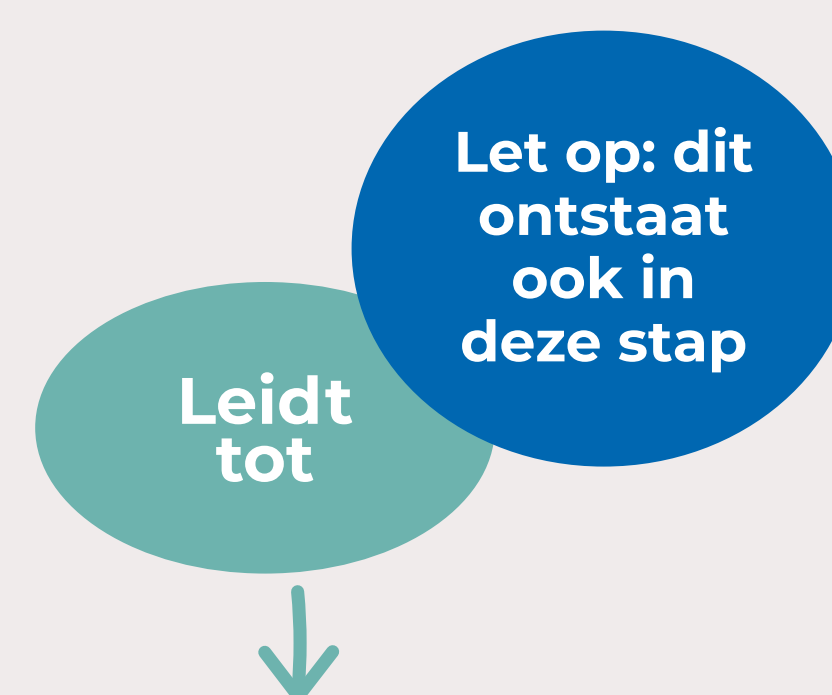 Let op: dit
ontstaat
ook in
deze stap
Leidt
tot